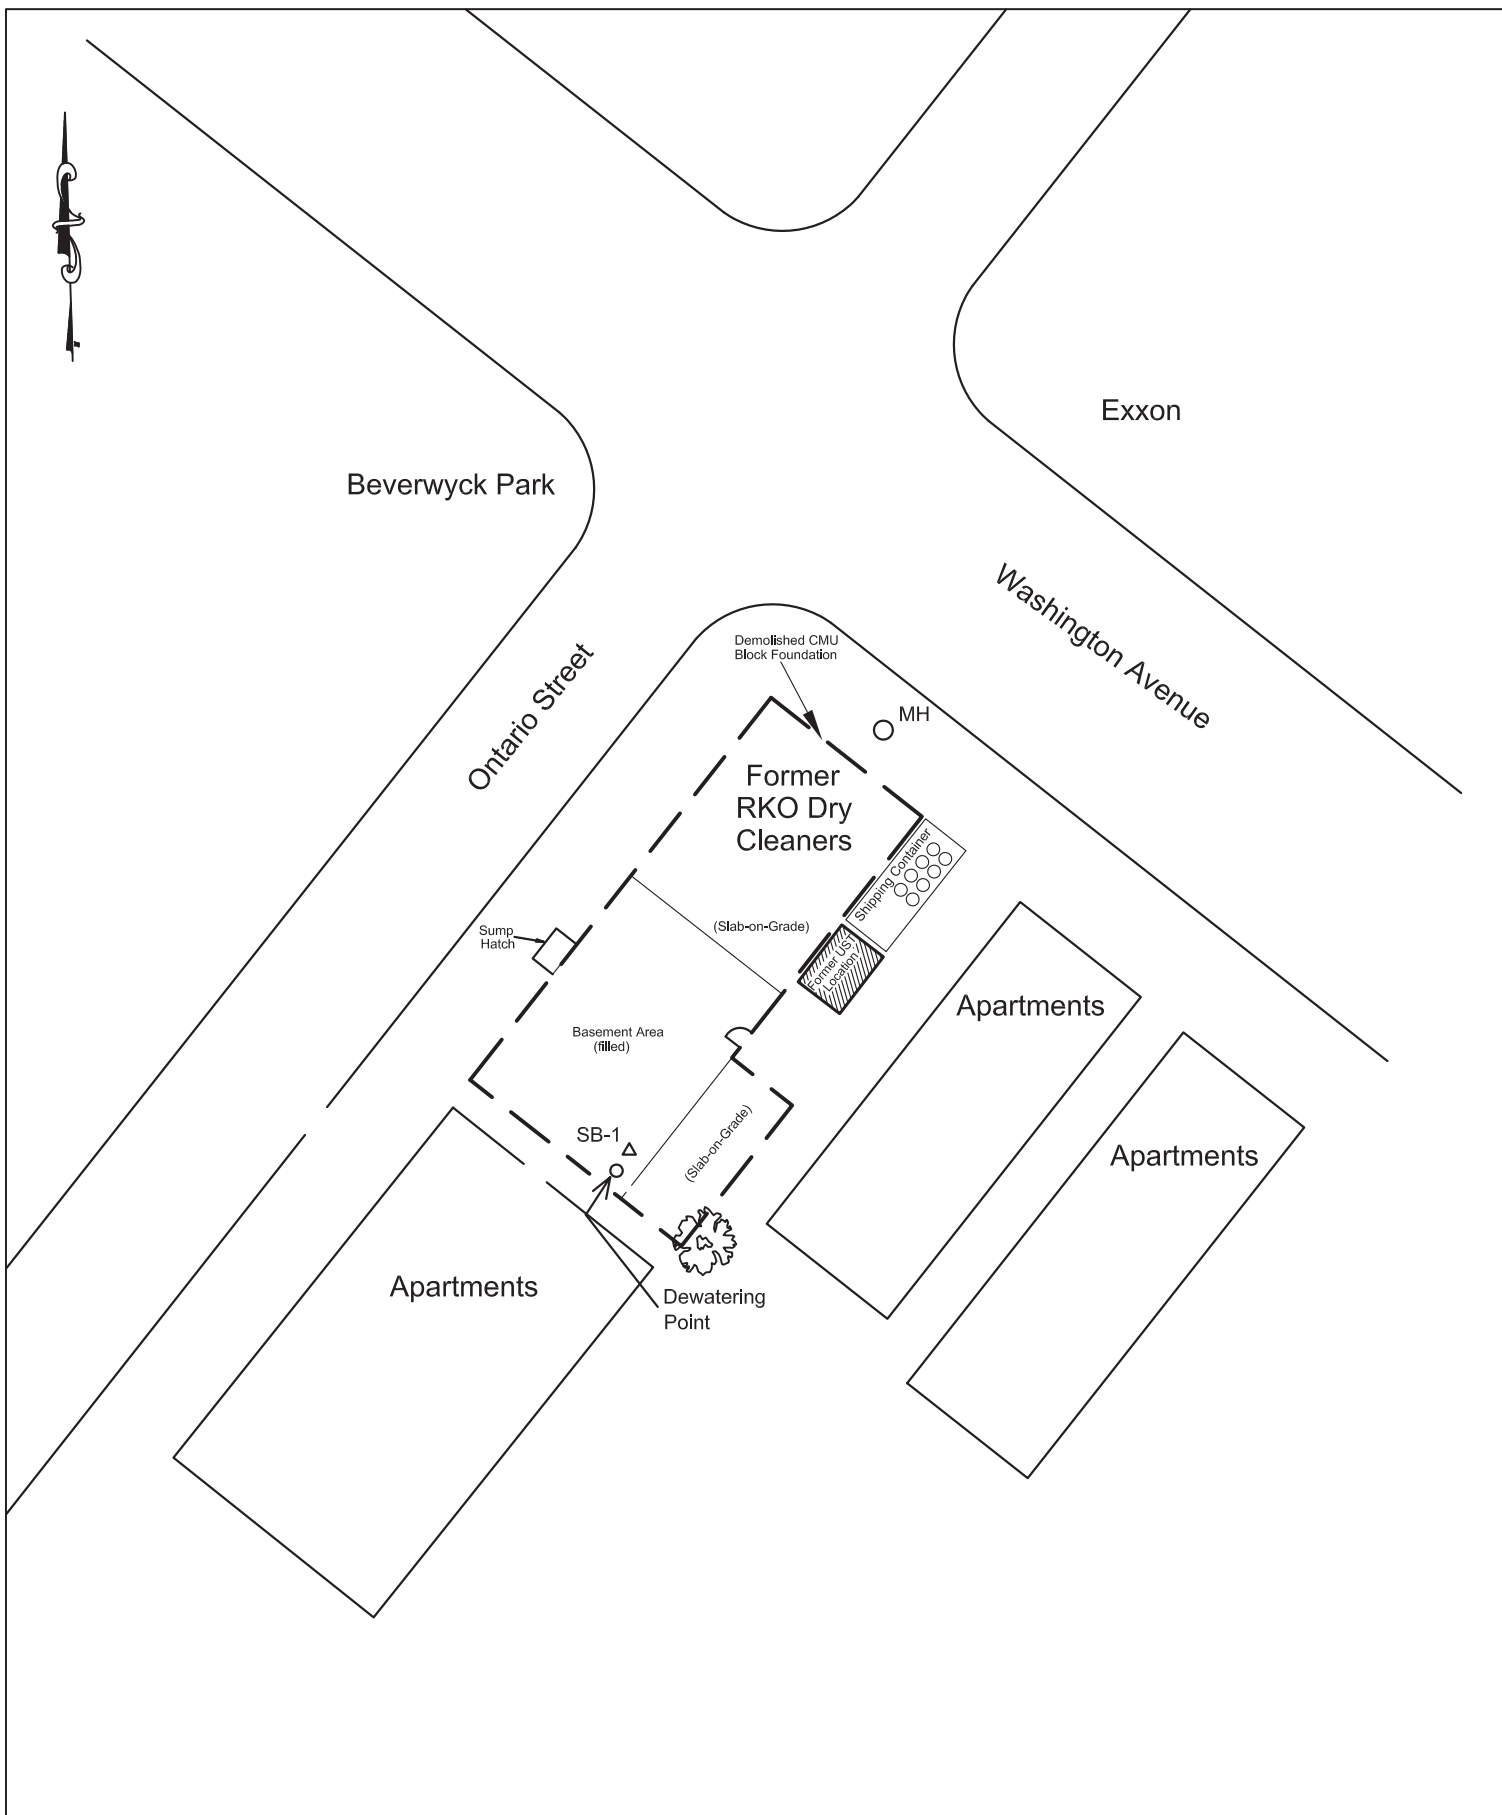 Exxon
Beverwyck Park
Washington Avenue
Ontario Street
Demolished CMU
Block Foundation
MH
Former
RKO Dry
Cleaners
Shipping Container
(Slab-on-Grade)
Sump
Hatch
Former UST
Location
Apartments
Basement Area
(filled)
(Slab-on-Grade)
SB-1
Apartments
Apartments
Dewatering
Point